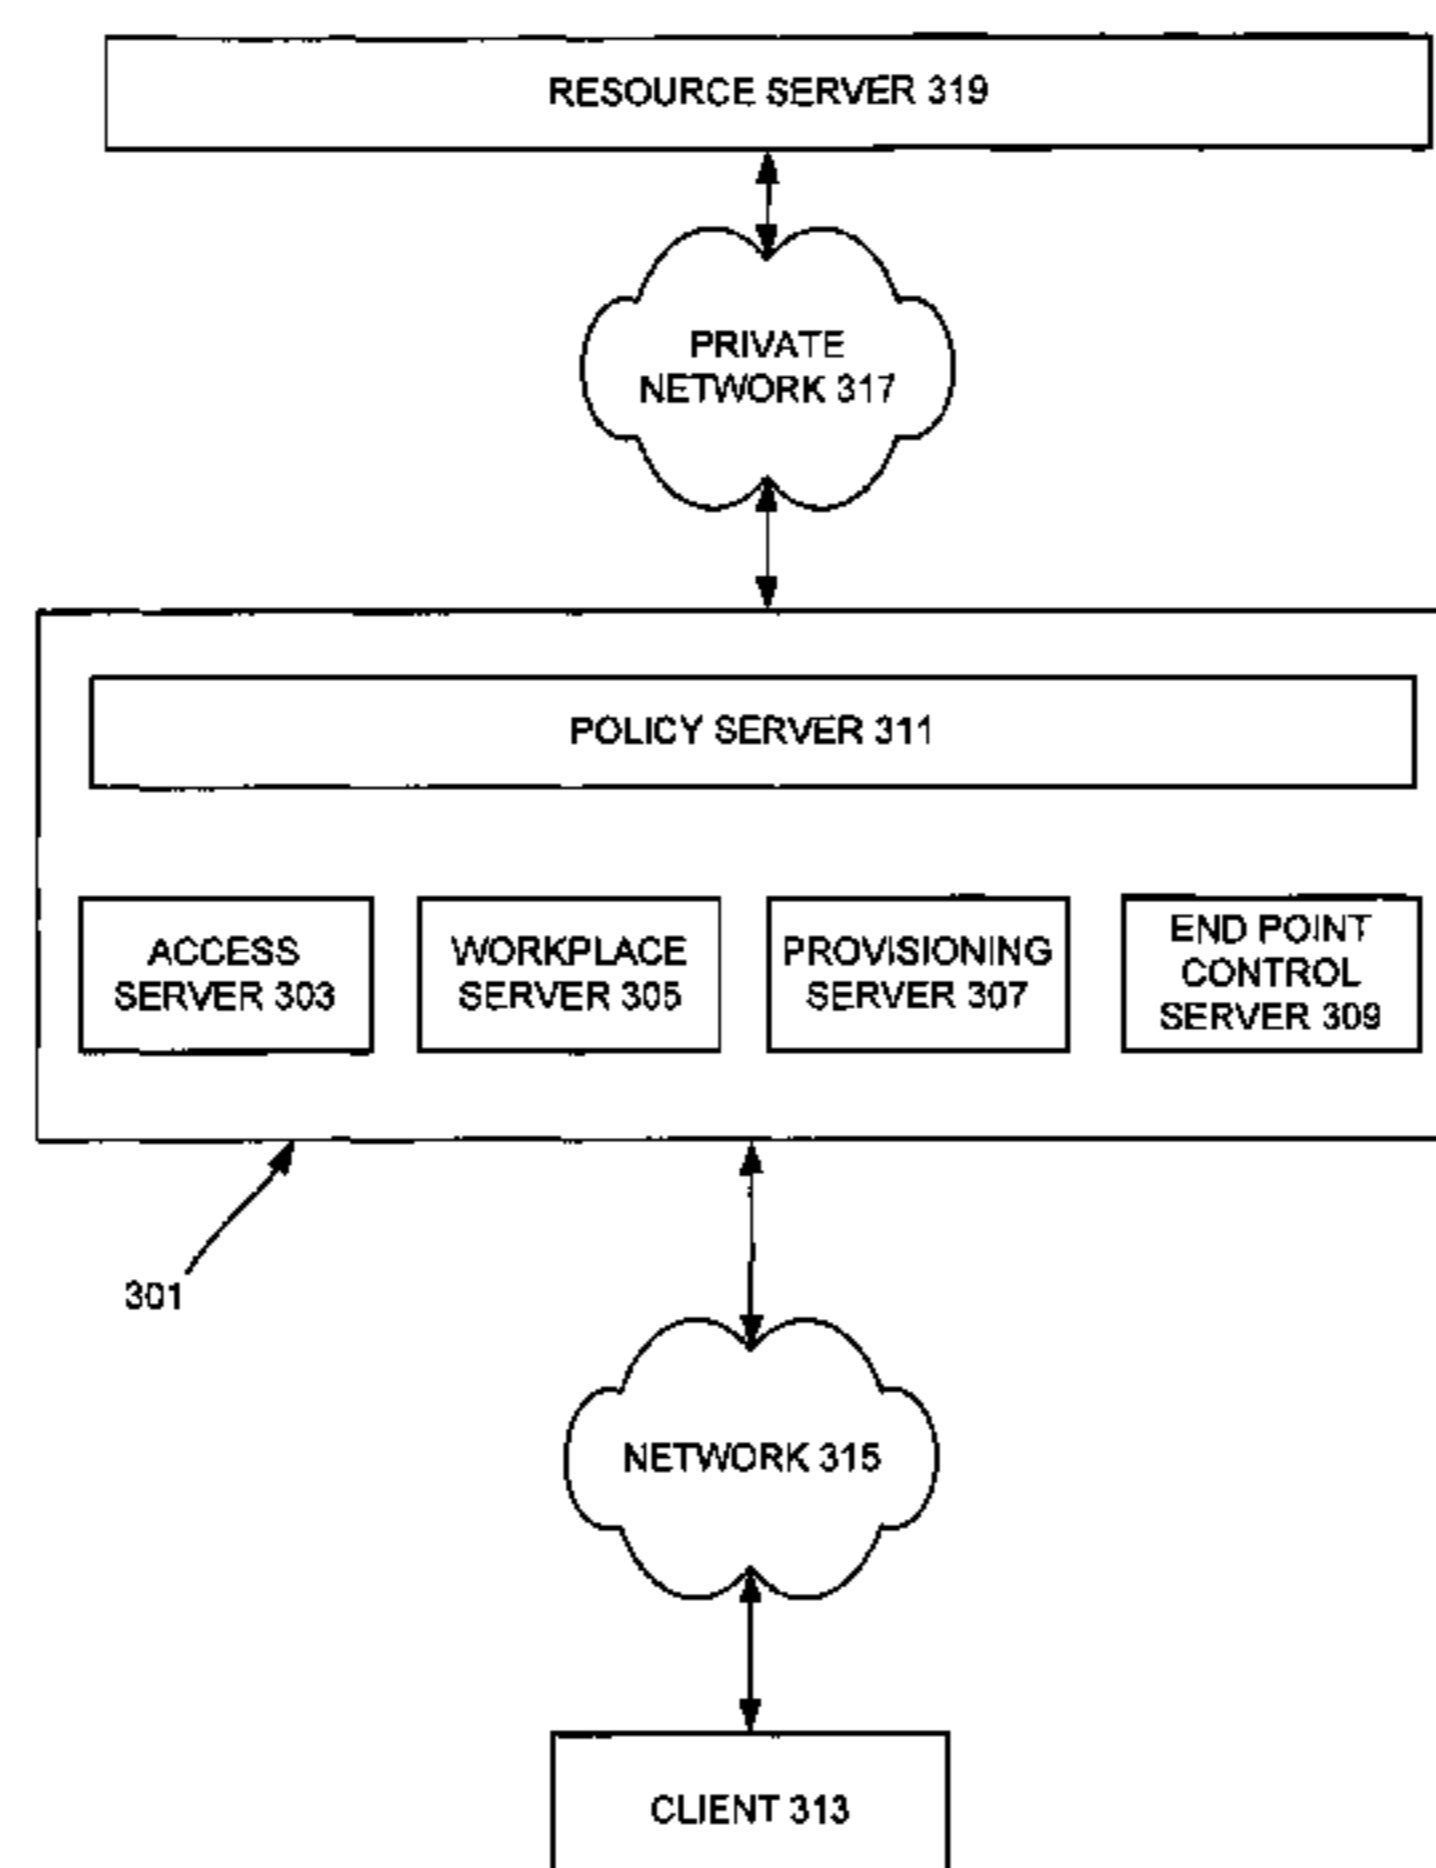 RESOURCE SERVER 319
PRIVATE
NETWORK 317
POLICY SERVER 311
ACCESS
SERVER 303
WORKPLACE
SERVER 305
PROVISIONING
SERVER 307
END POINT
CONTROL
SERVER 309
301
NETWORK 315
CLIENT 313